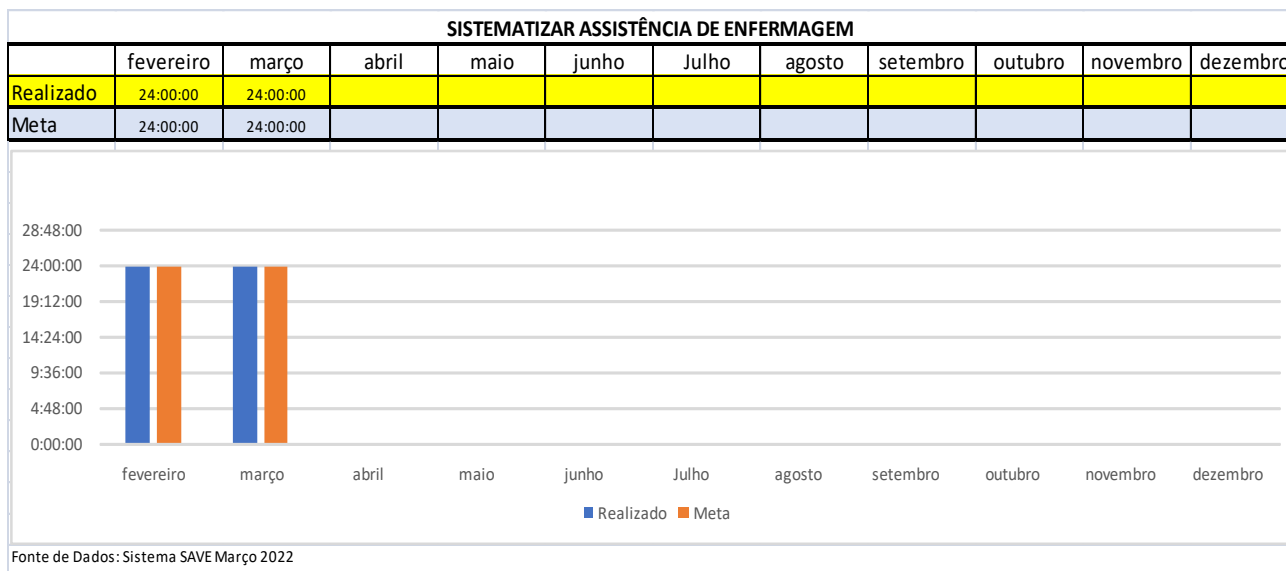 SISTEMATIZAR ASSISTÊNCIA DE ENFERMAGEM
fevereiro março abril maio junho Julho agosto setembro outubro novembro dezembro
Realizado 24:00:00 24:00:00
Meta 24:00:00 24:00:00
28:48:00
24:00:00
19:12:00
14:24:00
9:36:00
4:48:00
0:00:00
fevereiro março abril maio junho Julho agosto setembro outubro novembro dezembro
Realizado Meta
Fonte de Dados: Sistema SAVE Março 2022